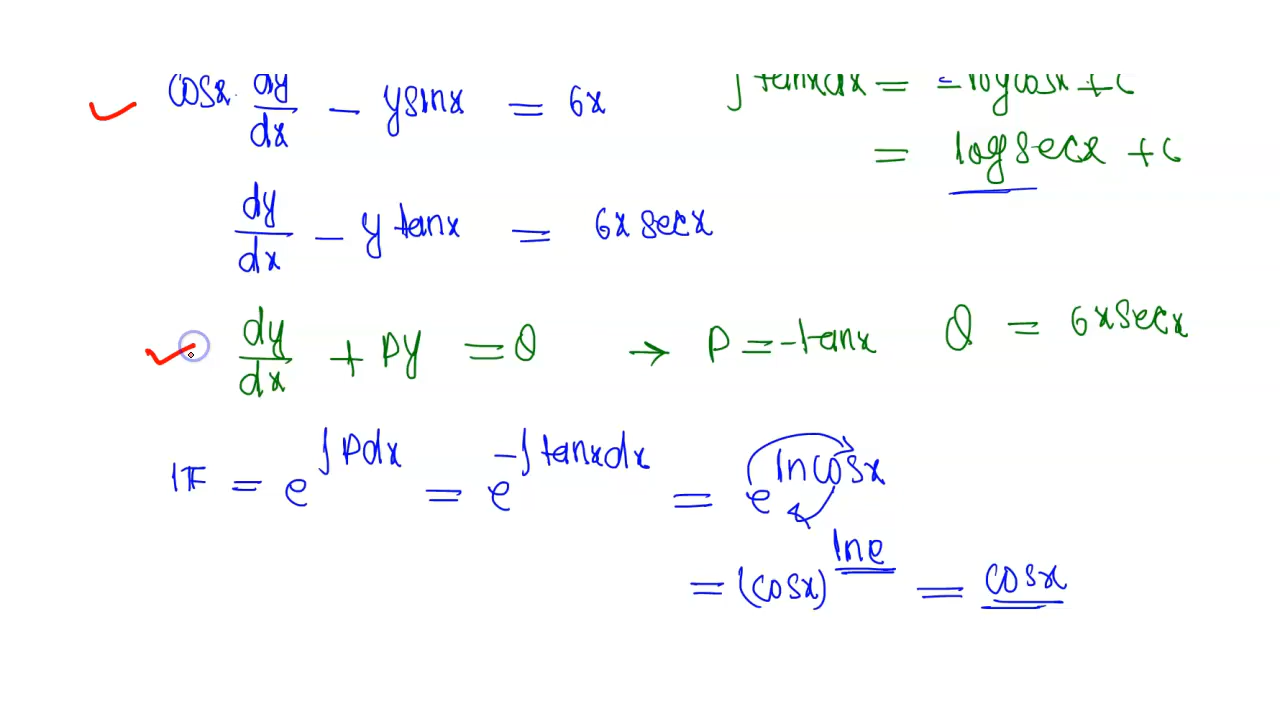 cosx · dy/dx − ysinx = 6x
∫tanxdx = −logcosx + c
= logsecx + c
dy/dx − y tanx = 6x secx
dy/dx + Py = Q → P = −tanx Q = 6xsecx
IF = e^∫Pdx = e^−∫tanxdx = e^lncosx
= (cosx)^lne = cosx